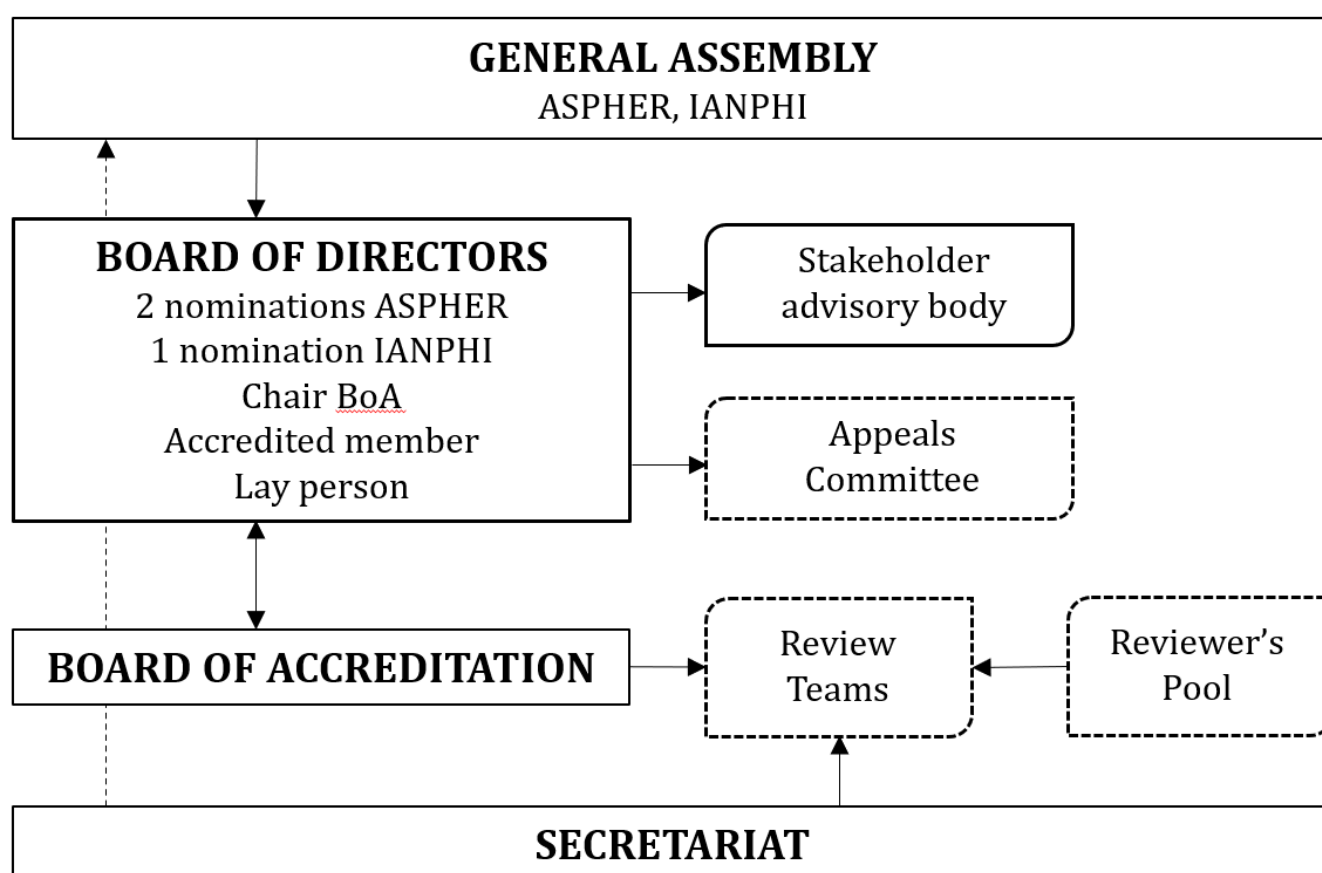 GENERAL ASSEMBLY
ASPHER, IANPHI
BOARD OF DIRECTORS
2 nominations ASPHER
1 nomination IANPHI
Chair BoA
Accredited member
Lay person
Stakeholder
advisory body
Appeals
Committee
BOARD OF ACCREDITATION
Review
Teams
Reviewer’s
Pool
SECRETARIAT